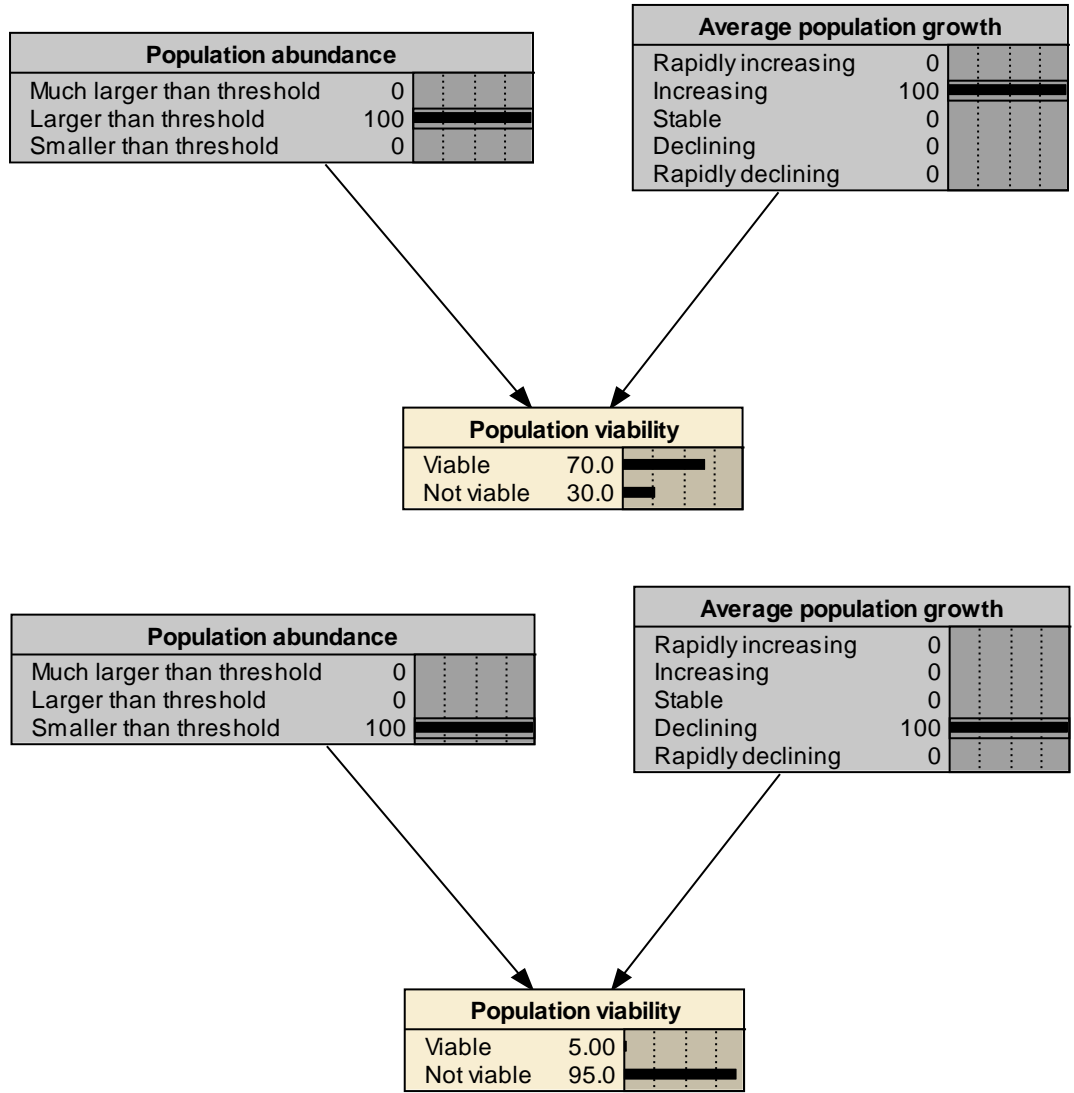 Population abundance
Much larger than threshold 0
Larger than threshold 100
Smaller than threshold 0
Average population growth
Rapidly increasing 0
Increasing 100
Stable 0
Declining 0
Rapidly declining 0
Population viability
Viable 70.0
Not viable 30.0
Population abundance
Much larger than threshold 0
Larger than threshold 0
Smaller than threshold 100
Average population growth
Rapidly increasing 0
Increasing 0
Stable 0
Declining 100
Rapidly declining 0
Population viability
Viable 5.00
Not viable 95.0